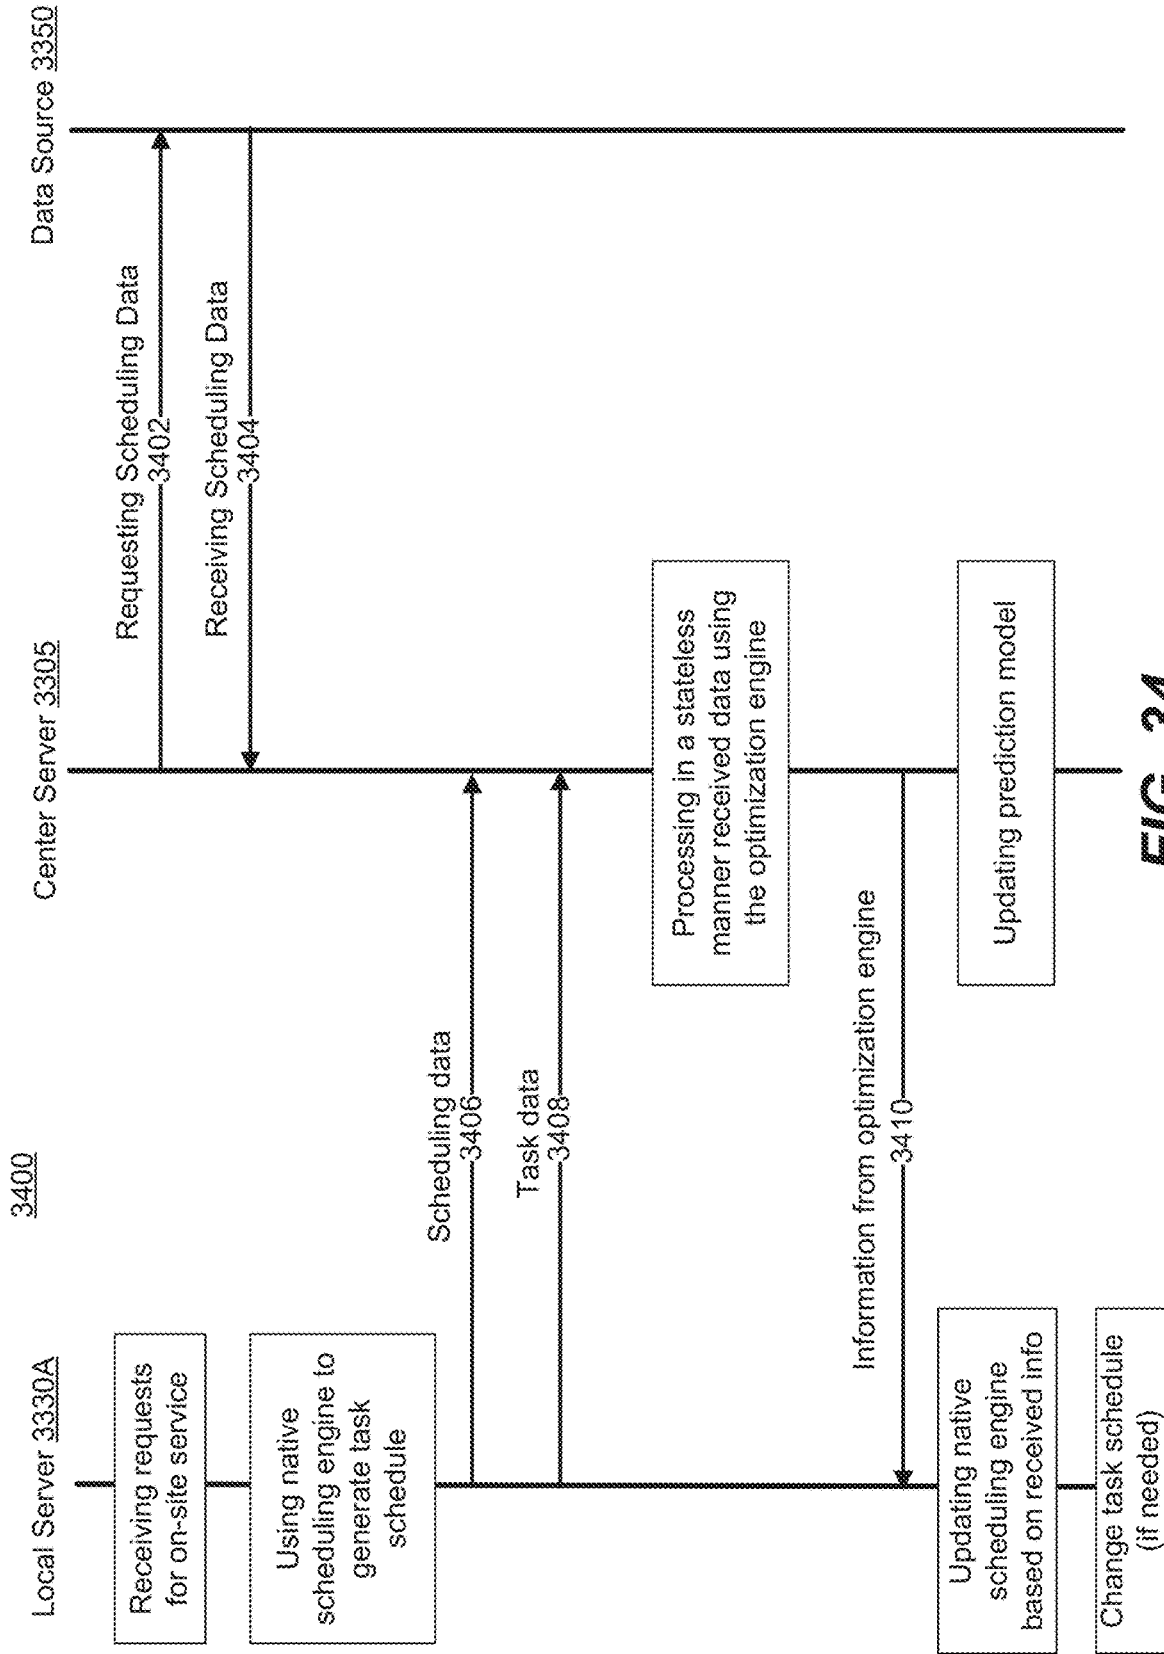 3400
Local Server 3330A
Center Server 3305
Data Source 3350
Receiving requests
for on-site service
Requesting Scheduling Data
3402
Using native
scheduling engine to
generate task
schedule
Receiving Scheduling Data
3404
Scheduling data
3406
Task data
3408
Processing in a stateless
manner received data using
the optimization engine
Information from optimization engine
3410
Updating native
scheduling engine
based on received info
Updating prediction model
Change task schedule
(if needed)
FIG. 34